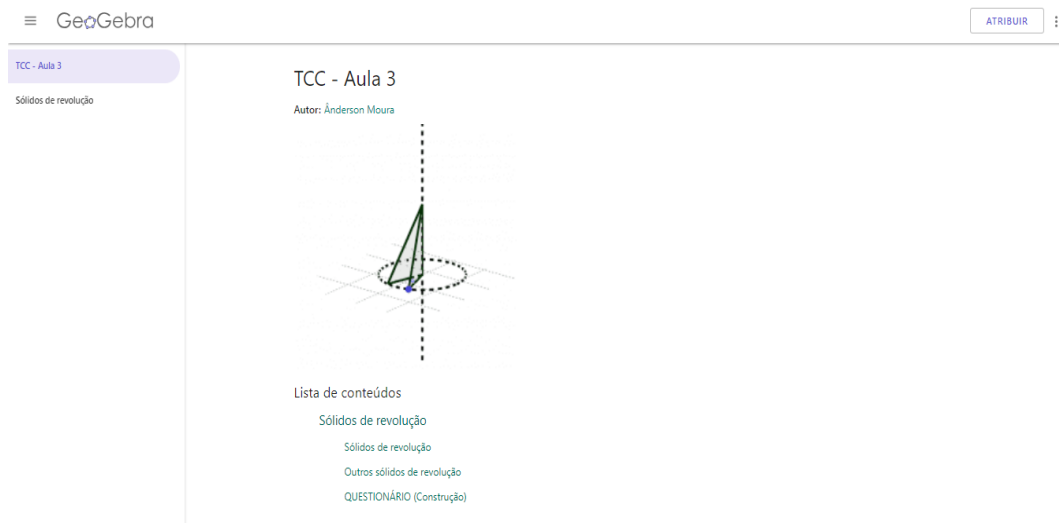 GeoGebra
ATRIBUIR
TCC - Aula 3
Sólidos de revolução
TCC - Aula 3
Autor: Ânderson Moura
Lista de conteúdos
Sólidos de revolução
Sólidos de revolução
Outros sólidos de revolução
QUESTIONÁRIO (Construção)